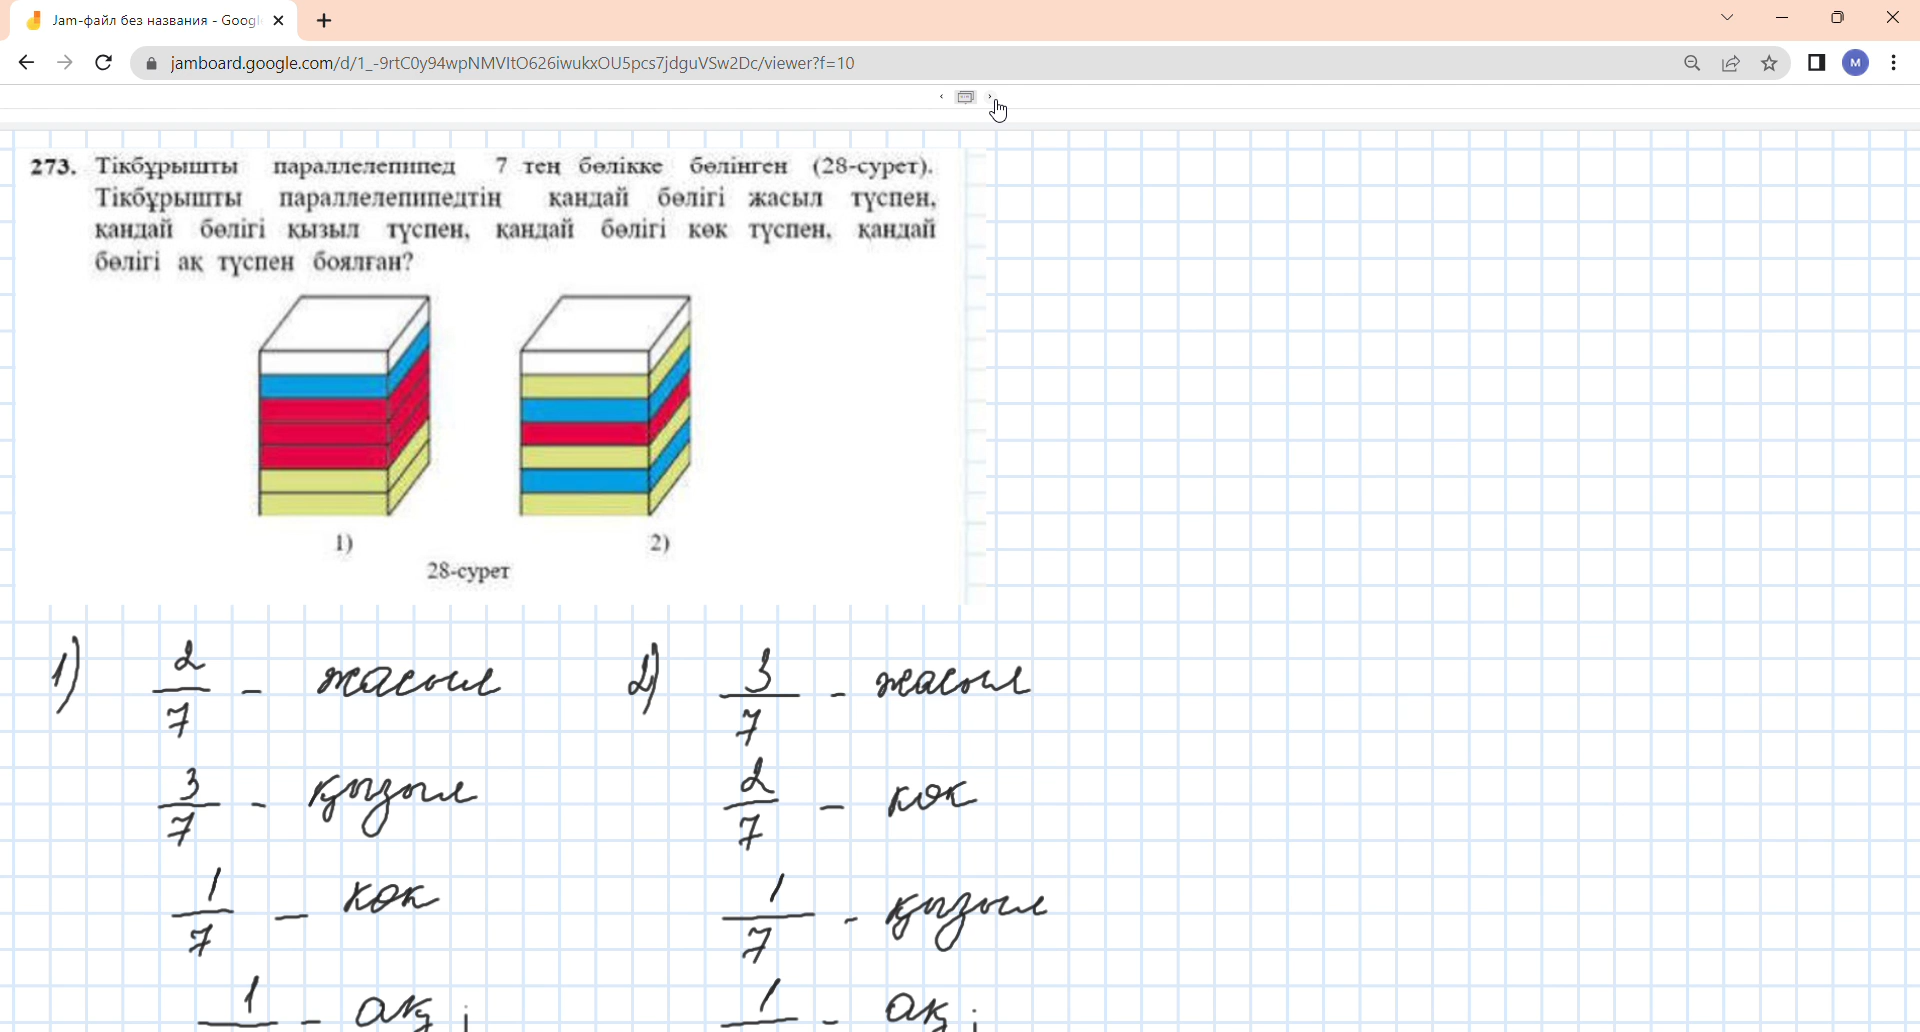 Jam-файл без названия - Googl
jamboard.google.com/d/1_-9rtC0y94wpNMVItO626iwukxOU5pcs7jdguVSw2Dc/viewer?f=10
M
273. Тікбұрышты параллелепипед 7 тең бөлікке бөлінген (28-сурет).
Тікбұрышты параллелепипедтің қандай бөлігі жасыл түспен,
қандай бөлігі қызыл түспен, қандай бөлігі көк түспен, қандай
бөлігі ақ түспен боялған?
1) 2)
28-сурет
1) 2/7 - жасыл
3/7 - қызыл
1/7 - көк
1 - ақ;
2) 3/7 - жасыл
2/7 - көк
1/7 - қызыл
1 - ақ;